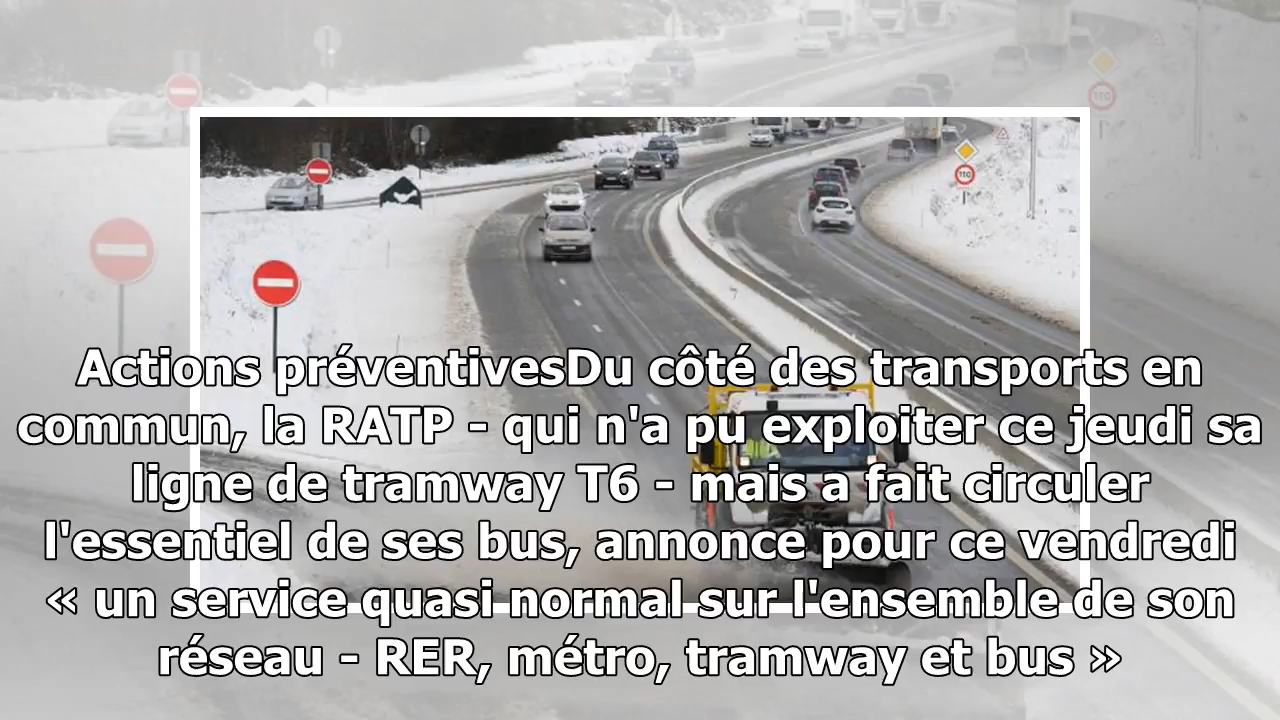 110
110
Actions préventivesDu côté des transports en
commun, la RATP - qui n'a pu exploiter ce jeudi sa
ligne de tramway T6 - mais a fait circuler
l'essentiel de ses bus, annonce pour ce vendredi
« un service quasi normal sur l'ensemble de son
réseau - RER, métro, tramway et bus »